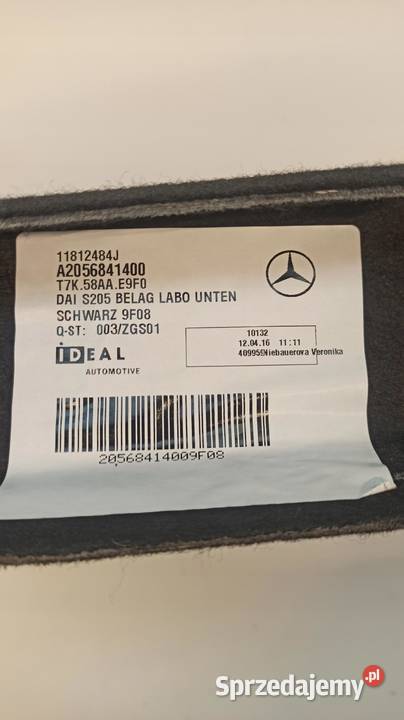 11812484J
A2056841400
T7K.58AA.E9F0
DAI S205 BELAG LABO UNTEN
SCHWARZ 9F08
Q-ST: 003/ZGS01
10132
12.04.16 11:11
409959Niebauerova Veronika
iDEAL
AUTOMOTIVE
20568414009F08
Sprzedajemy.pl